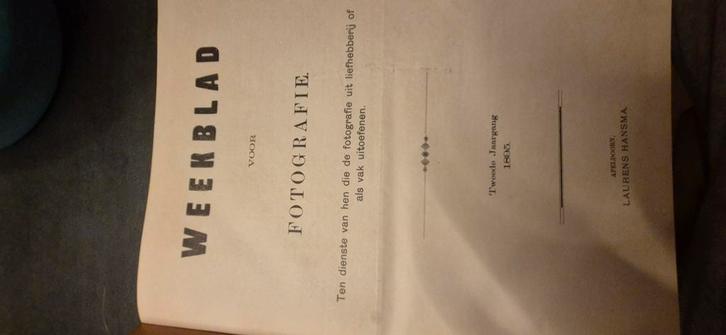 WEEKBLAD
VOOR
FOTOGRAFIE
Ten dienste van hen die de fotografie uit liefhebberij of
als vak uitoefenen.
Tweede Jaargang
1895.
APELDOORN:
LAURENS HANSMA